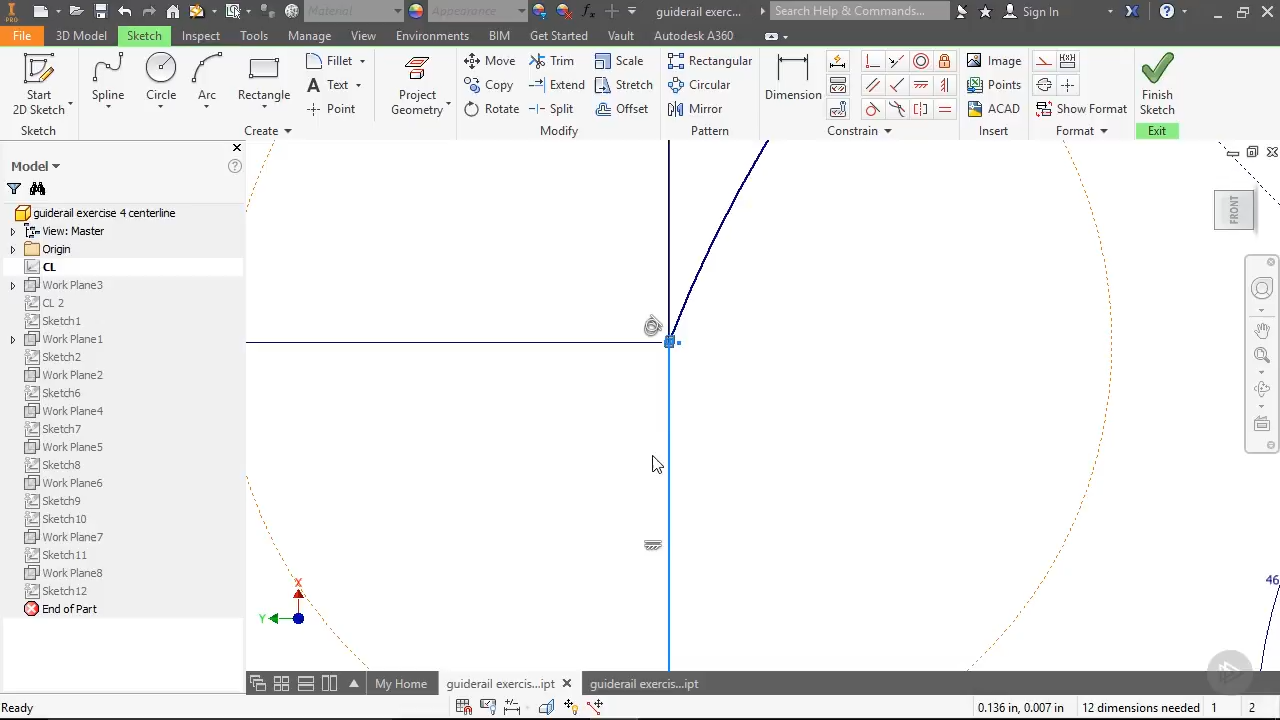 I PRO Material Appearance fx guiderail exerc... Search Help & Commands... Sign In ?
File 3D Model Sketch Inspect Tools Manage View Environments BIM Get Started Vault Autodesk A360
Start 2D Sketch Spline Circle Arc Rectangle Fillet Project Geometry Move Trim Scale Rectangular Dimension Image Finish Sketch
A Text Copy Extend Stretch Circular Points
Point Rotate Split Offset Mirror ACAD Show Format
Sketch Create Modify Pattern Constrain Insert Format Exit
Model ?
guiderail exercise 4 centerline
View: Master
Origin
CL
Work Plane3
CL 2
Sketch1
Work Plane1
Sketch2
Work Plane2
Sketch6
Work Plane4
Sketch7
Work Plane5
Sketch8
Work Plane6
Sketch9
Sketch10
Work Plane7
Sketch11
Work Plane8
Sketch12
End of Part
FRONT
46
X
Y
My Home guiderail exercis...ipt guiderail exercis...ipt
Ready 0.136 in, 0.007 in 12 dimensions needed 1 2